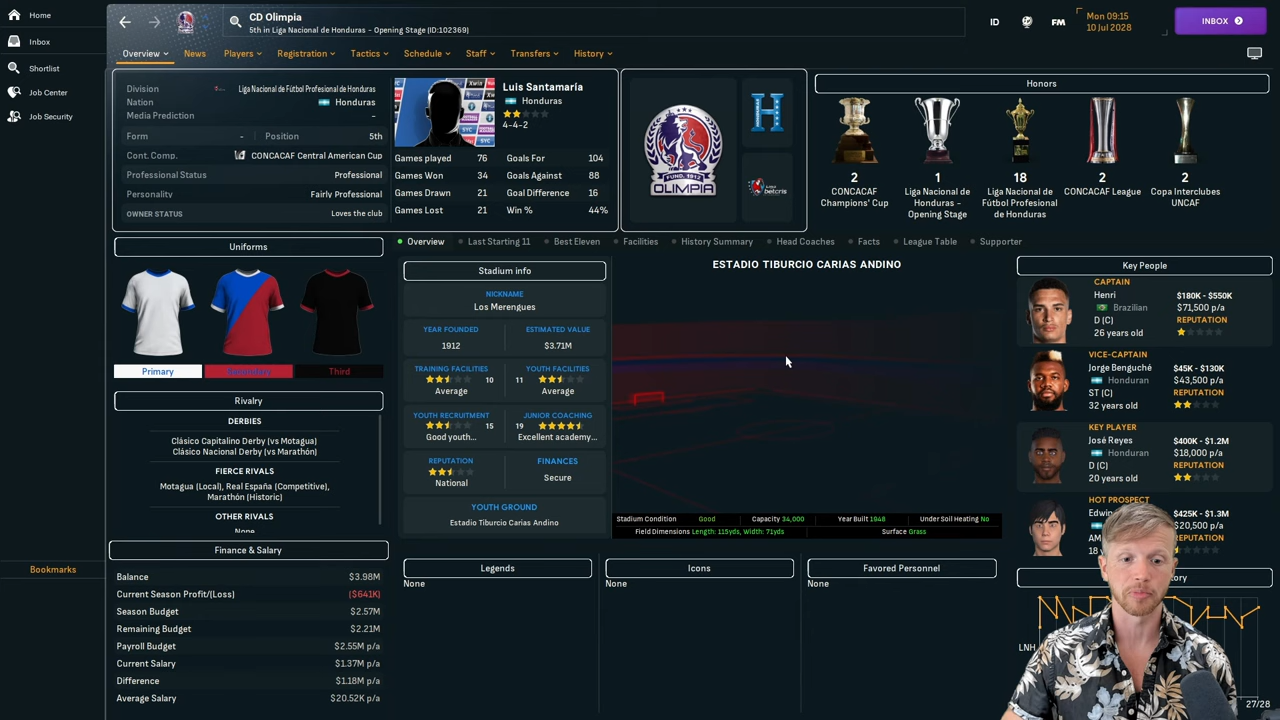 Home
Inbox
Shortlist
Job Center
Job Security
Bookmarks
CD Olimpia
5th in Liga Nacional de Honduras - Opening Stage (ID:102369)
ID
FM
Mon 09:15
10 Jul 2028
INBOX
Overview
News
Players
Registration
Tactics
Schedule
Staff
Transfers
History
Division
Liga Nacional de Fútbol Profesional de Honduras
Nation
Honduras
Media Prediction
-
Form
-
Position
5th
Cont. Comp.
CONCACAF Central American Cup
Professional Status
Professional
Personality
Fairly Professional
OWNER STATUS
Loves the club
Luis Santamaría
Honduras
4-4-2
Games played 76
Goals For 104
Games Won 34
Goals Against 88
Games Drawn 21
Goal Difference 16
Games Lost 21
Win % 44%
FUND. 1912
OLIMPIA
betcris
Honors
2
CONCACAF Champions' Cup
1
Liga Nacional de Honduras - Opening Stage
18
Liga Nacional de Fútbol Profesional de Honduras
2
CONCACAF League
2
Copa Interclubes UNCAF
Uniforms
Primary
Secondary
Third
Rivalry
DERBIES
Clásico Capitalino Derby (vs Motagua)
Clásico Nacional Derby (vs Marathón)
FIERCE RIVALS
Motagua (Local), Real España (Competitive),
Marathón (Historic)
OTHER RIVALS
None
Finance & Salary
Balance $3.98M
Current Season Profit/(Loss) ($641K)
Season Budget $2.57M
Remaining Budget $2.21M
Payroll Budget $2.55M p/a
Current Salary $1.37M p/a
Difference $1.18M p/a
Average Salary $20.52K p/a
Overview
Last Starting 11
Best Eleven
Facilities
History Summary
Head Coaches
Facts
League Table
Supporter
Stadium info
NICKNAME
Los Merengues
YEAR FOUNDED
1912
ESTIMATED VALUE
$3.71M
TRAINING FACILITIES
10
Average
YOUTH FACILITIES
11
Average
YOUTH RECRUITMENT
15
Good youth...
JUNIOR COACHING
19
Excellent academy...
REPUTATION
National
FINANCES
Secure
YOUTH GROUND
Estadio Tiburcio Carias Andino
ESTADIO TIBURCIO CARIAS ANDINO
Stadium Condition Good
Capacity 34,000
Year Built 1948
Under Soil Heating No
Field Dimensions Length: 115yds, Width: 71yds
Surface Grass
Legends
None
Icons
None
Favored Personnel
None
Key People
CAPTAIN
Henri
Brazilian
D (C)
26 years old
$180K - $550K
$71,500 p/a
REPUTATION
VICE-CAPTAIN
Jorge Benguché
Honduran
ST (C)
32 years old
$45K - $130K
$43,500 p/a
REPUTATION
KEY PLAYER
José Reyes
Honduran
D (C)
20 years old
$400K - $1.2M
$18,000 p/a
REPUTATION
HOT PROSPECT
Edwin
AM
18
$425K - $1.3M
$20,500 p/a
REPUTATION
LNH
27/28